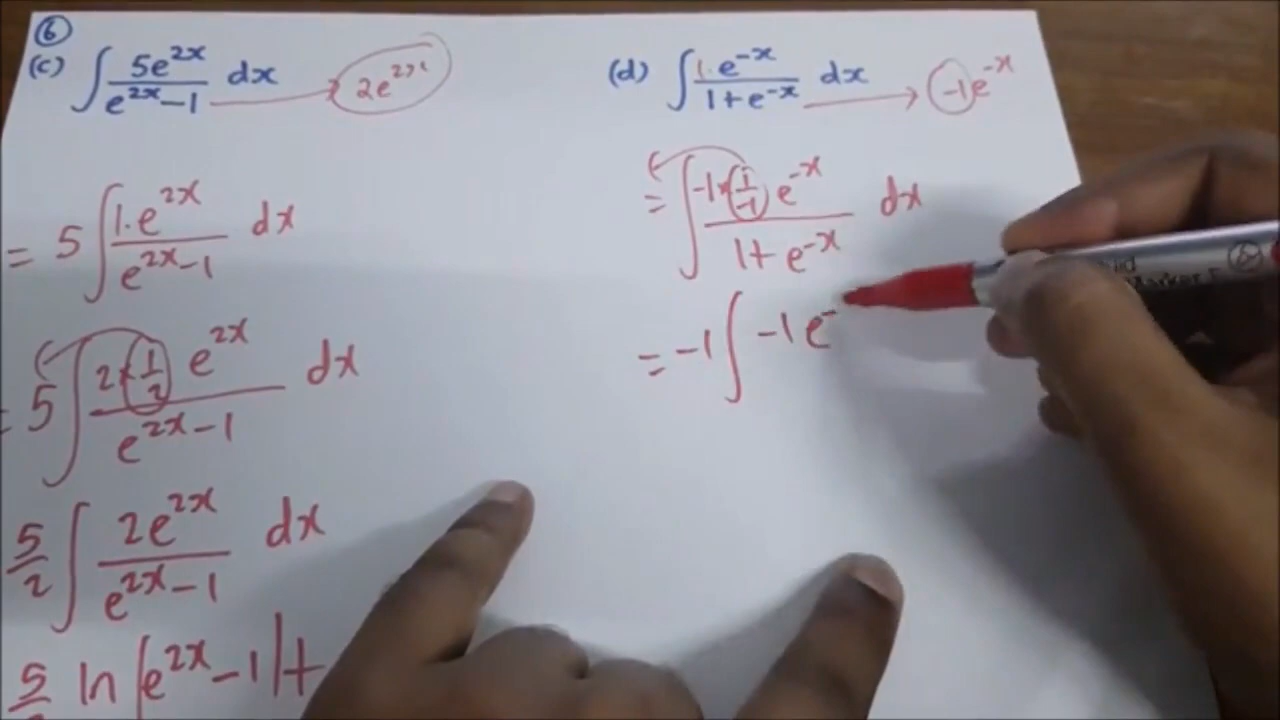 ⑥
(c) ∫ 5e^{2x} / e^{2x}-1 dx → 2e^{2x}
= 5 ∫ 1.e^{2x} / e^{2x}-1 dx
= 5 ∫ 2×(1/2) e^{2x} / e^{2x}-1 dx
5/2 ∫ 2e^{2x} / e^{2x}-1 dx
ln|e^{2x}-1|+
(d) ∫ 1.e^{-x} / 1+e^{-x} dx → -1e^{-x}
= ∫ -1×(1/-1) e^{-x} / 1+e^{-x} dx
= -1 ∫ -1e^{-